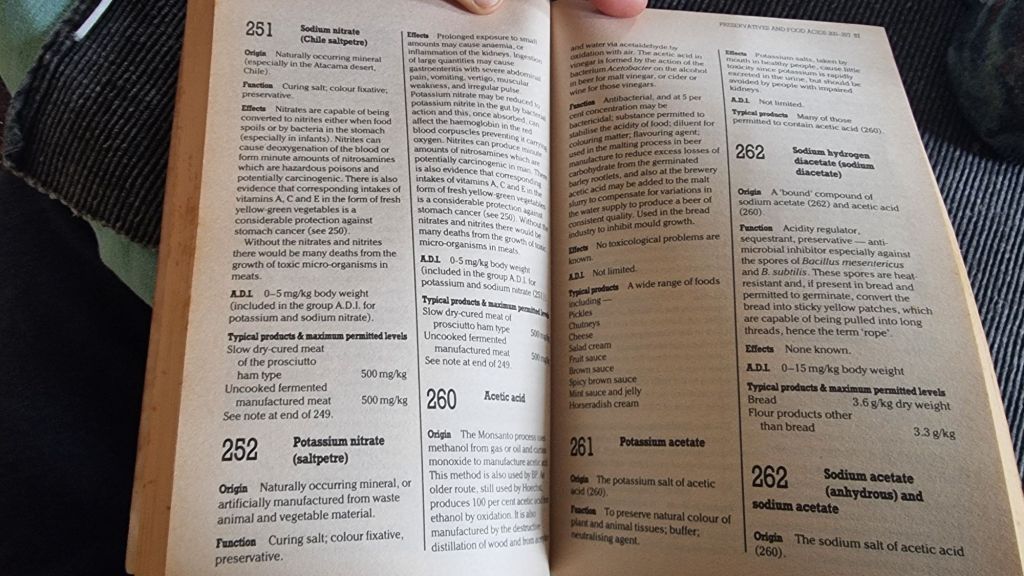 251 Sodium nitrate
(Chile saltpetre)
Origin Naturally occurring mineral
(especially in the Atacama desert,
Chile).
Function Curing salt; colour fixative;
preservative.
Effects Nitrates are capable of being
converted to nitrites either when food
spoils or by bacteria in the stomach
(especially in infants). Nitrites can
cause deoxygenation of the blood or
form minute amounts of nitrosamines
which are hazardous poisons and
potentially carcinogenic. There is also
evidence that corresponding intakes of
vitamins A, C and E in the form of fresh
yellow-green vegetables is a
considerable protection against
stomach cancer (see 250).
Without the nitrates and nitrites
there would be many deaths from the
growth of toxic micro-organisms in
meats.
A.D.I. 0–5 mg/kg body weight
(included in the group A.D.I. for
potassium and sodium nitrate).
Typical products & maximum permitted levels
Slow dry-cured meat
of the prosciutto
ham type 500 mg/kg
Uncooked fermented
manufactured meat 500 mg/kg
See note at end of 249.
252 Potassium nitrate
(saltpetre)
Origin Naturally occurring mineral, or
artificially manufactured from waste
animal and vegetable material.
Function Curing salt; colour fixative,
preservative.
Effects Prolonged exposure to small
amounts may cause anaemia, or
inflammation of the kidneys. Ingestion
of large quantities may cause
gastroenteritis with severe abdominal
pain, vomiting, vertigo, muscular
weakness, and irregular pulse.
Potassium nitrate may be reduced to
potassium nitrite in the gut by bacterial
action and this, once absorbed, can
affect the haemoglobin in the red
blood corpuscles preventing it carrying
oxygen. Nitrites can produce minute
amounts of nitrosamines which are
potentially carcinogenic in man. There
is also evidence that corresponding
intakes of vitamins A, C and E in the
form of fresh yellow-green vegetables
is a considerable protection against
stomach cancer (see 250). Without
nitrates and nitrites there would be
many deaths from the growth of toxic
micro-organisms in meats.
A.D.I. 0-5 mg/kg body weight
(included in the group A.D.I. for
potassium and sodium nitrate (251)
Typical products & maximum permitted levels
Slow dry-cured meat of
prosciutto ham type 500
Uncooked fermented
manufactured meat 500
See note at end of 249.
260 Acetic acid
Origin The Monsanto process uses
methanol from gas or oil and
monoxide to manufacture acetic
This method is also used by BP. An
older route, still used by Hoechst,
produces 100 per cent acetic
ethanol by oxidation. It is also
manufactured by the destructive
distillation of wood and from
PRESERVATIVES AND FOOD ACIDS
and water via acetaldehyde by
oxidation with air. The acetic acid in
vinegar is formed by the action of the
bacterium Acetobacter on the alcohol
in beer for malt vinegar, or cider or
wine for those vinegars.
Function Antibacterial, and at 5 per
cent concentration may be
bactericidal; substance permitted to
stabilise the acidity of food; diluent for
colouring matter; flavouring agent;
used in the malting process in beer
manufacture to reduce excess losses of
carbohydrate from the germinated
barley rootlets, and also at the brewery
acetic acid may be added to the malt
slurry to compensate for variations in
the water supply to produce a beer of
consistent quality. Used in the bread
industry to inhibit mould growth.
Effects No toxicological problems are
known.
A.D.I. Not limited.
Typical products A wide range of foods
including—
Pickles
Chutneys
Cheese
Salad cream
Fruit sauce
Brown sauce
Spicy brown sauce
Mint sauce and jelly
Horseradish cream
261 Potassium acetate
Origin The potassium salt of acetic
acid (260).
Function To preserve natural colour of
plant and animal tissues; buffer;
neutralising agent.
Effects Potassium salts, taken by
mouth in healthy people, cause little
toxicity since potassium is rapidly
excreted in the urine, but should be
avoided by people with impaired
kidneys.
A.D.I. Not limited.
Typical products Many of those
permitted to contain acetic acid (260).
262 Sodium hydrogen
diacetate (sodium
diacetate)
Origin A 'bound' compound of
sodium acetate (262) and acetic acid
(260).
Function Acidity regulator,
sequestrant, preservative — anti-
microbial inhibitor especially against
the spores of Bacillus mesentericus
and B. subtilis. These spores are heat-
resistant and, if present in bread and
permitted to germinate, convert the
bread into sticky yellow patches, which
are capable of being pulled into long
threads, hence the term 'rope'.
Effects None known.
A.D.I. 0–15 mg/kg body weight
Typical products & maximum permitted levels
Bread 3.6 g/kg dry weight
Flour products other
than bread 3.3 g/kg
262 Sodium acetate
(anhydrous) and
sodium acetate
Origin The sodium salt of acetic acid
(260).